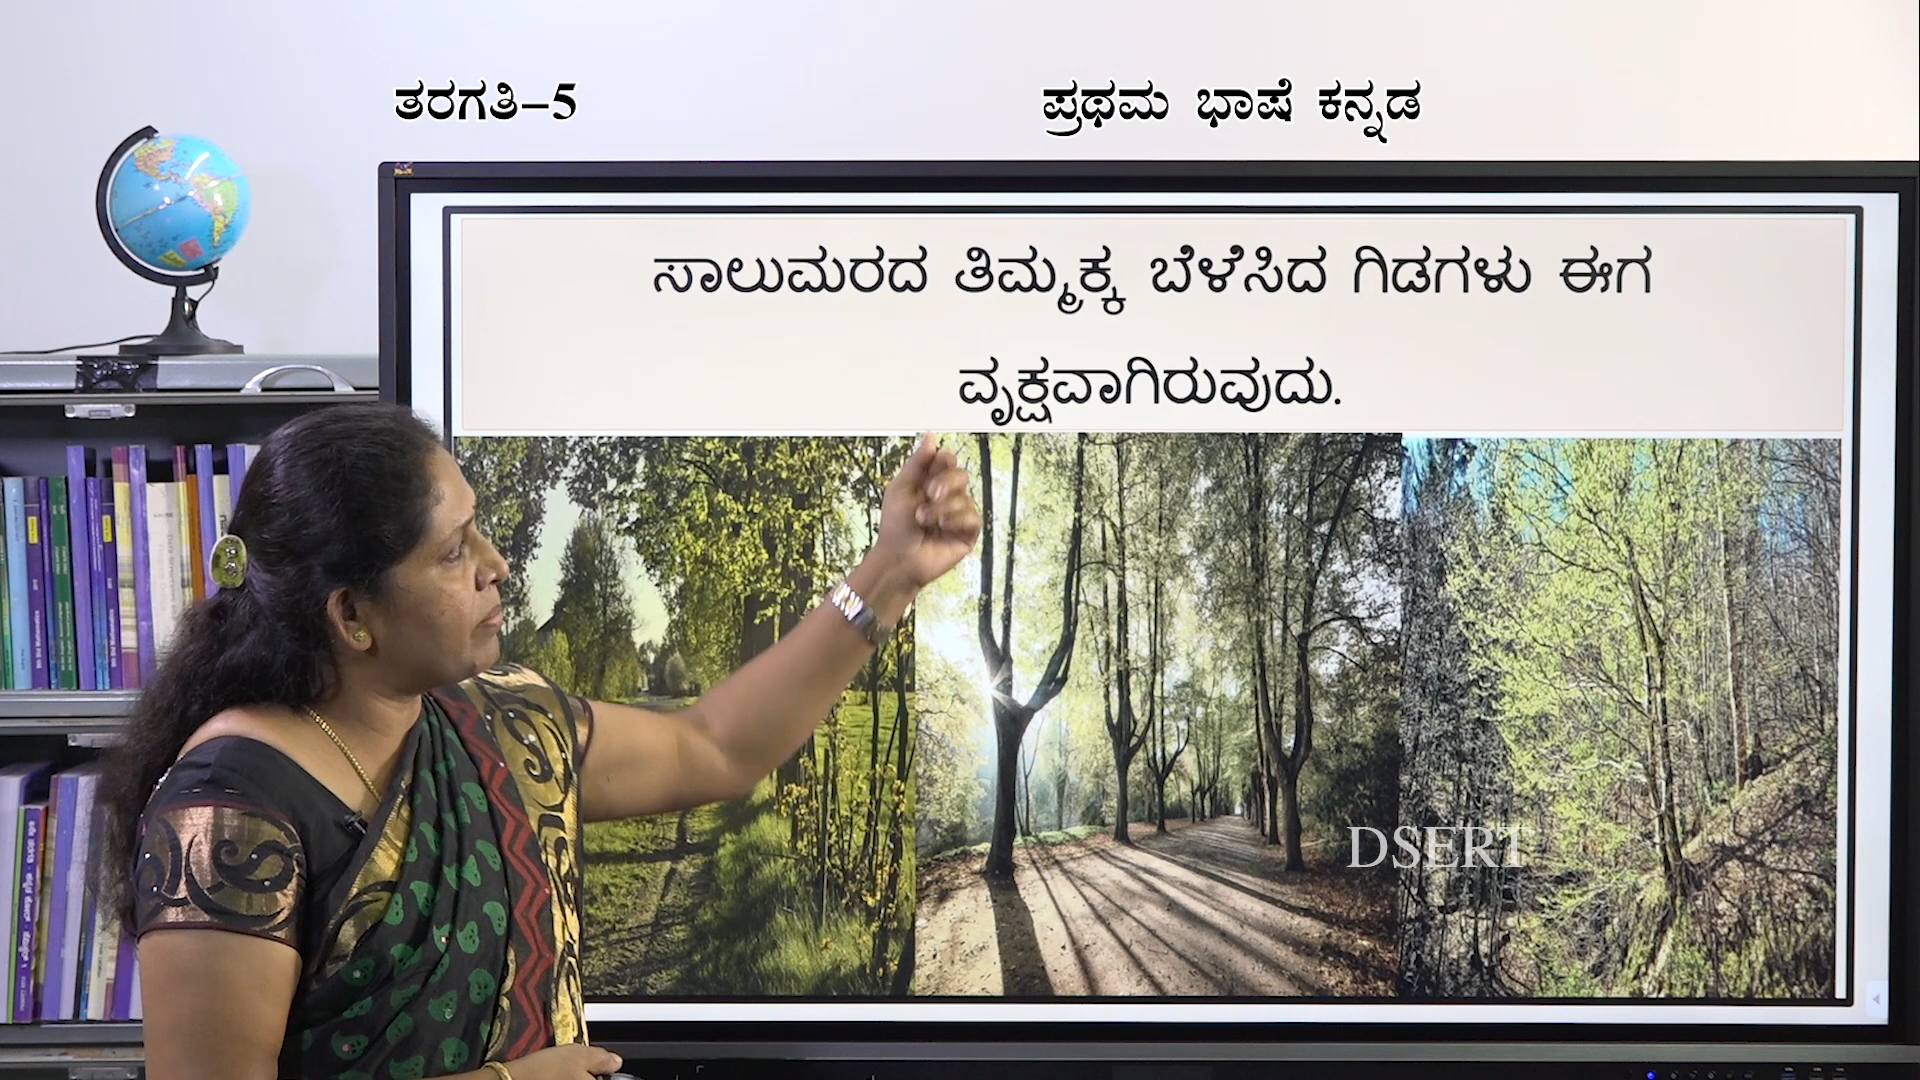 ತರಗತಿ-5
ಪ್ರಥಮ ಭಾಷೆ ಕನ್ನಡ
ಸಾಲುಮರದ ತಿಮ್ಮಕ್ಕ ಬೆಳೆಸಿದ ಗಿಡಗಳು ಈಗ
ವೃಕ್ಷವಾಗಿರುವುದು.
DSERT